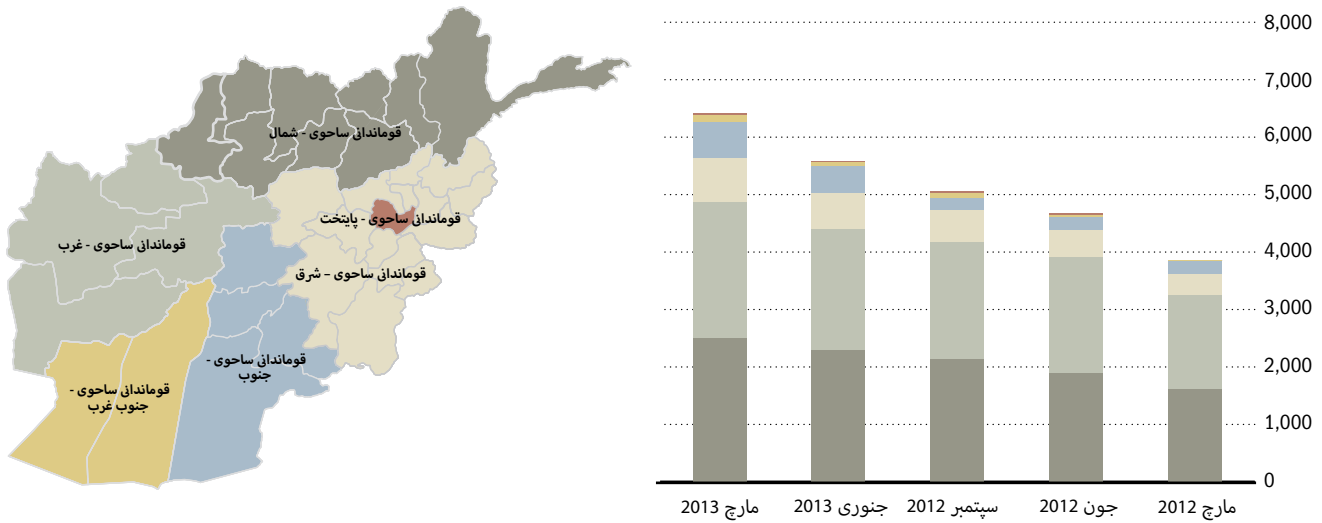 قوماندانی ساحوی - شمال
قوماندانی ساحوی - پایتخت
قوماندانی ساحوی - غرب
قوماندانی ساحوی – شرق
قوماندانی ساحوی -
جنوب
قوماندانی ساحوی -
جنوب غرب
8,000
7,000
6,000
5,000
4,000
3,000
2,000
1,000
0
مارچ 2012
جون 2012
سپتمبر 2012
جنوری 2013
مارچ 2013